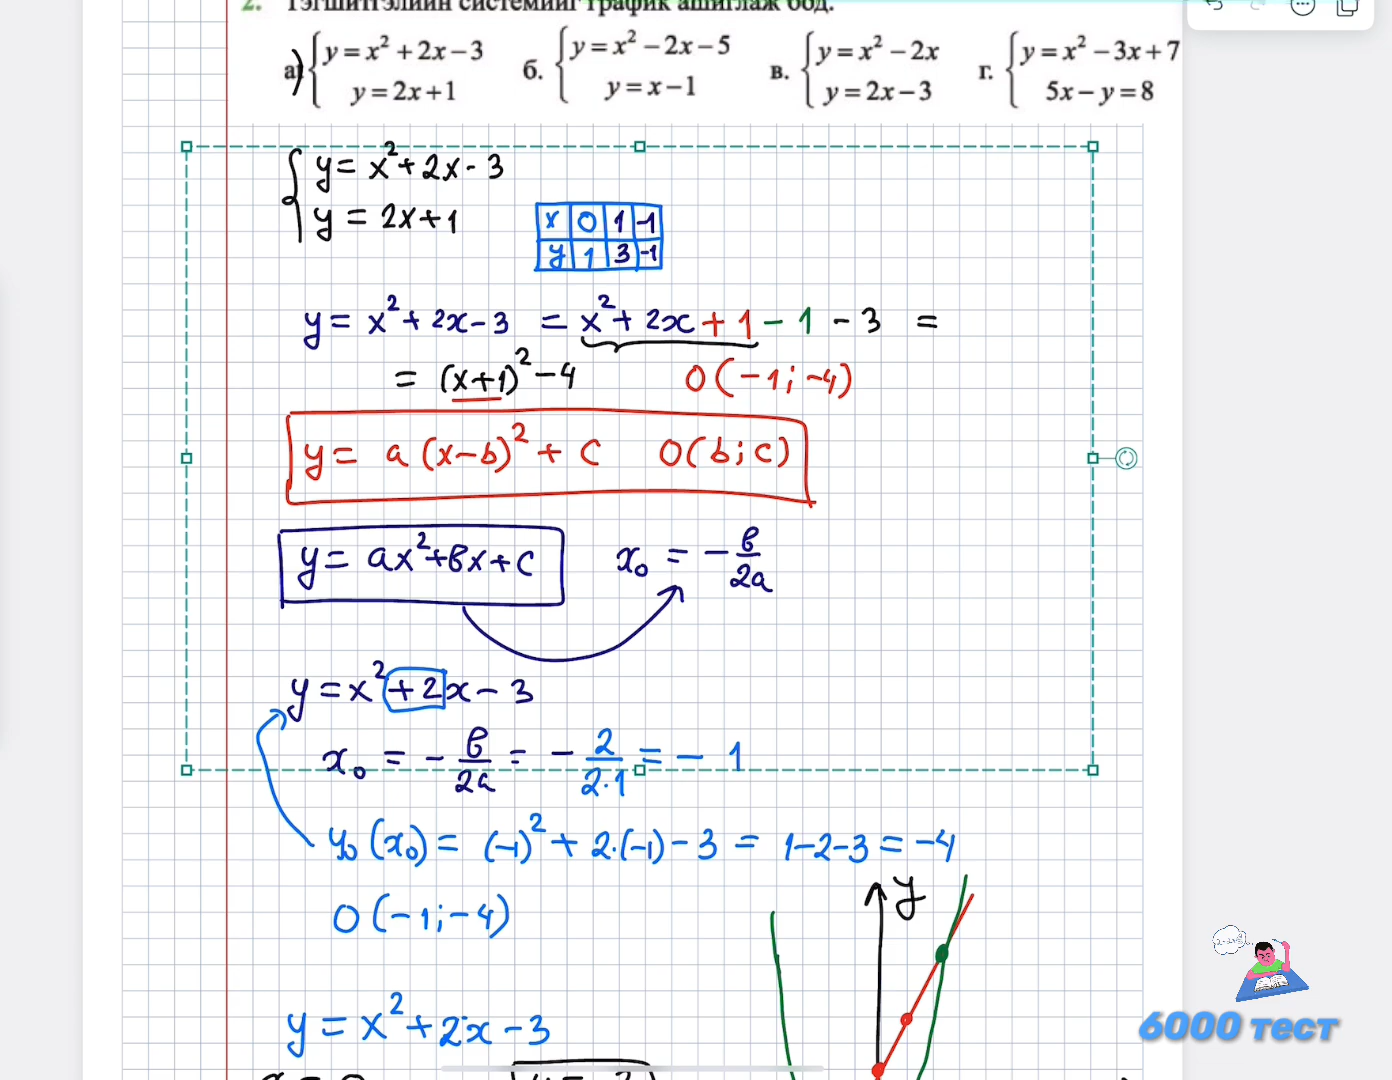 2. Тэгшитгэлийн системийг график ашиглаж бод.
а) { y = x² + 2x − 3
y = 2x + 1
б. { y = x² − 2x − 5
y = x − 1
в. { y = x² − 2x
y = 2x − 3
г. { y = x² − 3x + 7
5x − y = 8
{ y = x² + 2x - 3
y = 2x + 1
x 0 1 -1
y 1 3 -1
y = x² + 2x - 3 = x² + 2x + 1 - 1 - 3 =
= (x+1)² - 4 O(-1; -4)
y = a(x-b)² + c O(b; c)
y = ax² + bx + c x₀ = - b/2a
y = x² + 2x - 3
x₀ = - b/2a = - 2/2·1 = - 1
y₀(x₀) = (-1)² + 2·(-1) - 3 = 1-2-3 = -4
O(-1; -4)
y
y = x² + 2x - 3
6000 тест